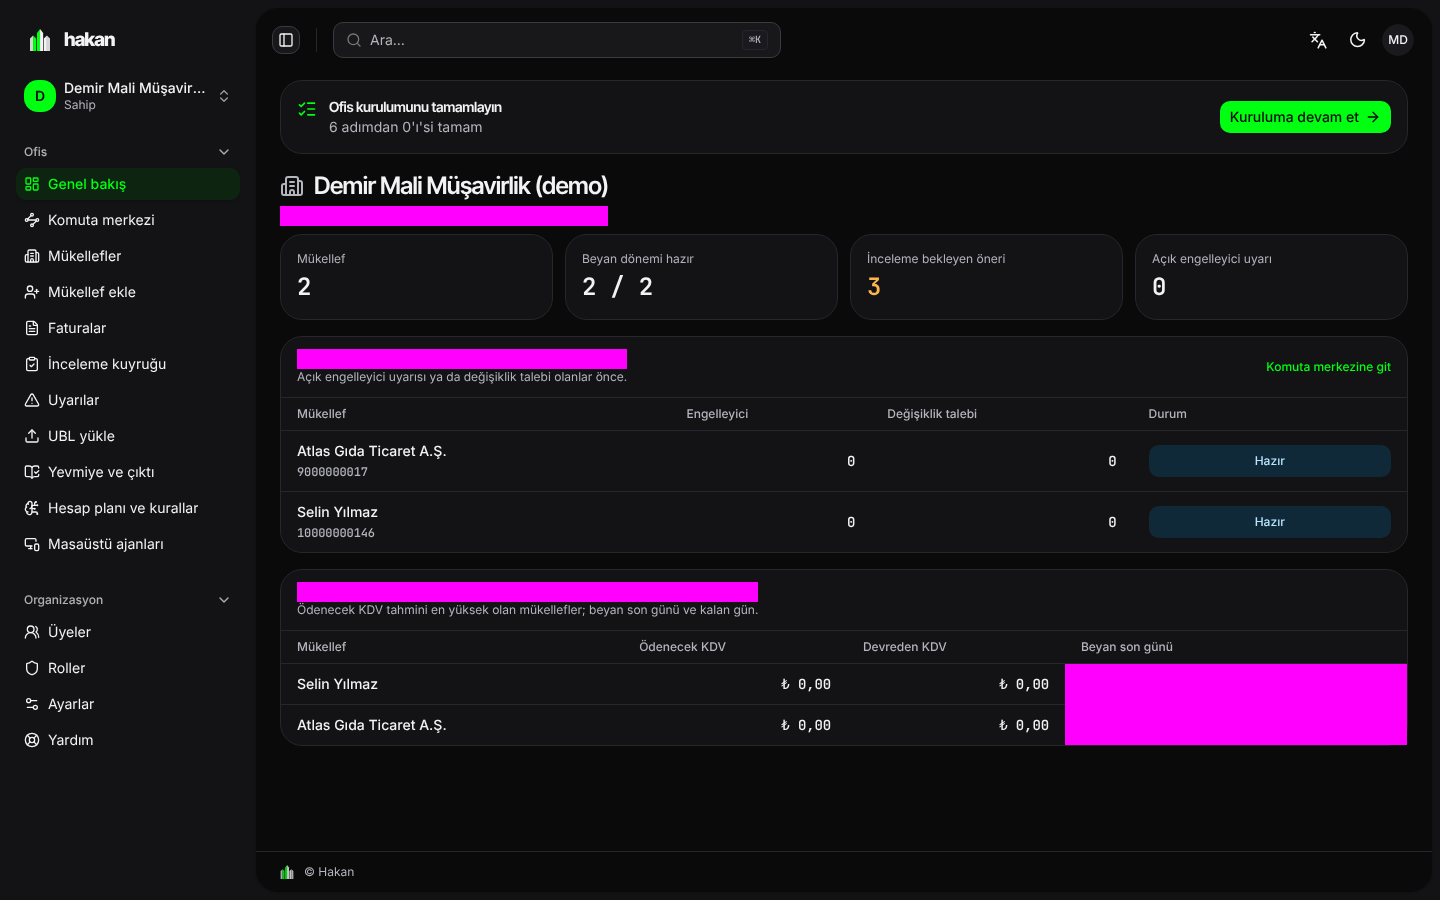 hakan
Demir Mali Müşavir...
Sahip
Ofis
Genel bakış
Komuta merkezi
Mükellefler
Mükellef ekle
Faturalar
İnceleme kuyruğu
Uyarılar
UBL yükle
Yevmiye ve çıktı
Hesap planı ve kurallar
Masaüstü ajanları
Organizasyon
Üyeler
Roller
Ayarlar
Yardım
Ara...
⌘K
MD
D
Ofis kurulumunu tamamlayın
6 adımdan 0'ı'si tamam
Kuruluma devam et
Demir Mali Müşavirlik (demo)
Mükellef
2
Beyan dönemi hazır
2 / 2
İnceleme bekleyen öneri
3
Açık engelleyici uyarı
0
Açık engelleyici uyarısı ya da değişiklik talebi olanlar önce.
Komuta merkezine git
Mükellef Engelleyici Değişiklik talebi Durum
Atlas Gıda Ticaret A.Ş.
9000000017
0 0 Hazır
Selin Yılmaz
10000000146
0 0 Hazır
Ödenecek KDV tahmini en yüksek olan mükellefler; beyan son günü ve kalan gün.
Mükellef Ödenecek KDV Devreden KDV Beyan son günü
Selin Yılmaz ₺ 0,00 ₺ 0,00
Atlas Gıda Ticaret A.Ş. ₺ 0,00 ₺ 0,00
© Hakan